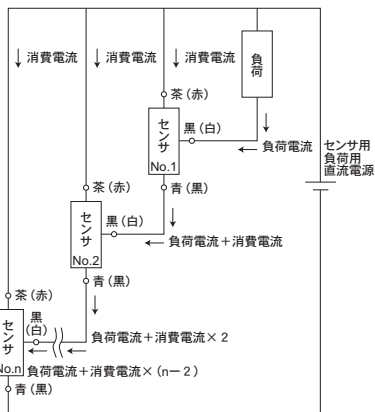 消費電流
消費電流
消費電流
負荷
茶（赤）
センサ
No.1
黒（白）
負荷電流
センサ用
負荷用
直流電源
青（黒）
茶（赤）
センサ
No.2
黒（白）
負荷電流＋消費電流
青（黒）
負荷電流＋消費電流×2
茶（赤）
センサ
No.n
黒
（白）
負荷電流＋消費電流×（n－2）
青（黒）